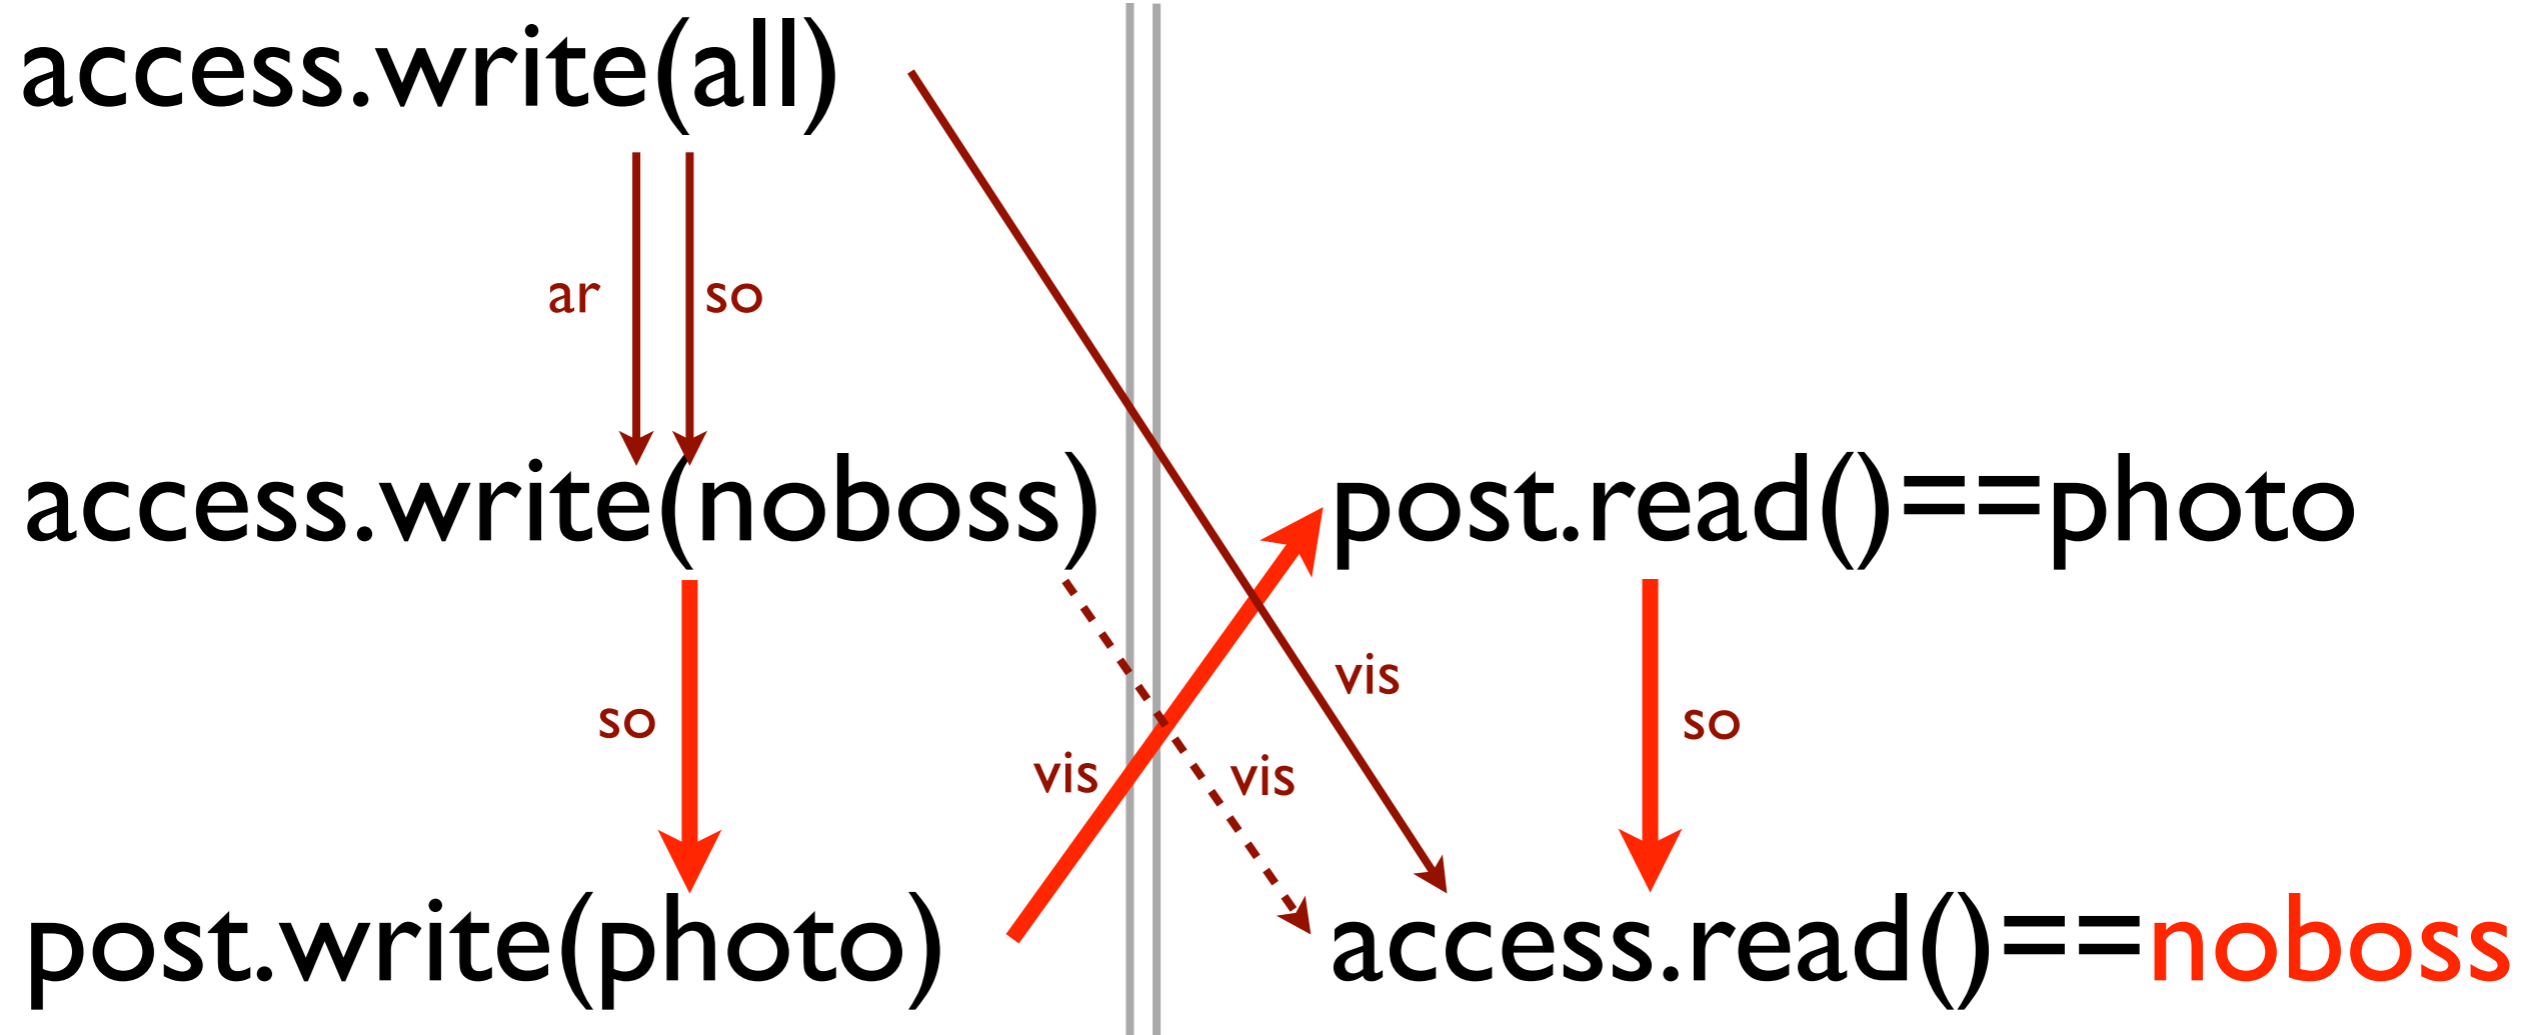 access.write(all)
ar so
access.write(noboss) post.read()==photo
vis
so so
vis vis
post.write(photo) access.read()==noboss